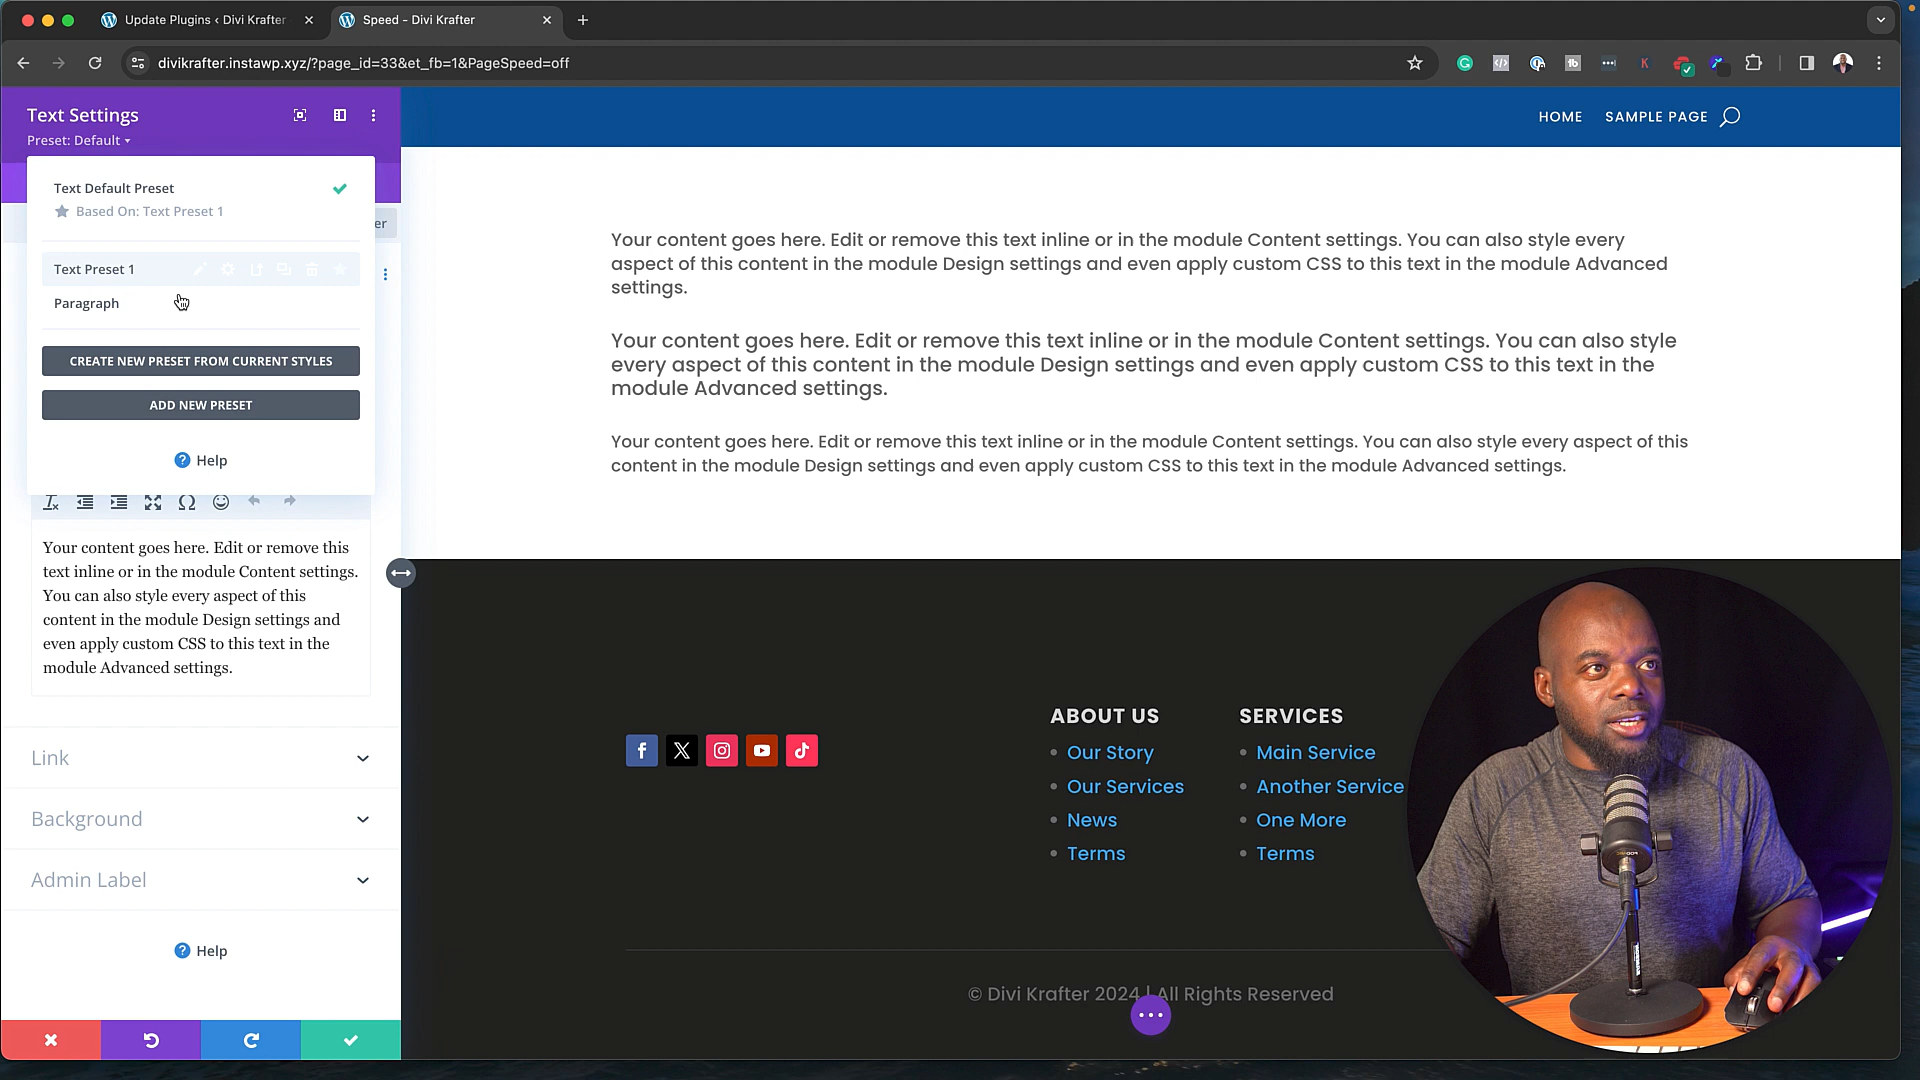 Update Plugins ‹ Divi Krafter
Speed - Divi Krafter
divikrafter.instawp.xyz/?page_id=33&et_fb=1&PageSpeed=off
Text Settings
Preset: Default
HOME
SAMPLE PAGE
Text Default Preset
Based On: Text Preset 1
er
Text Preset 1
Paragraph
CREATE NEW PRESET FROM CURRENT STYLES
ADD NEW PRESET
Help
Your content goes here. Edit or remove this
text inline or in the module Content settings.
You can also style every aspect of this
content in the module Design settings and
even apply custom CSS to this text in the
module Advanced settings.
Link
Background
Admin Label
Help
Your content goes here. Edit or remove this text inline or in the module Content settings. You can also style every
aspect of this content in the module Design settings and even apply custom CSS to this text in the module Advanced
settings.
Your content goes here. Edit or remove this text inline or in the module Content settings. You can also style
every aspect of this content in the module Design settings and even apply custom CSS to this text in the
module Advanced settings.
Your content goes here. Edit or remove this text inline or in the module Content settings. You can also style every aspect of this
content in the module Design settings and even apply custom CSS to this text in the module Advanced settings.
ABOUT US
Our Story
Our Services
News
Terms
SERVICES
Main Service
Another Service
One More
Terms
© Divi Krafter 2024 | All Rights Reserved